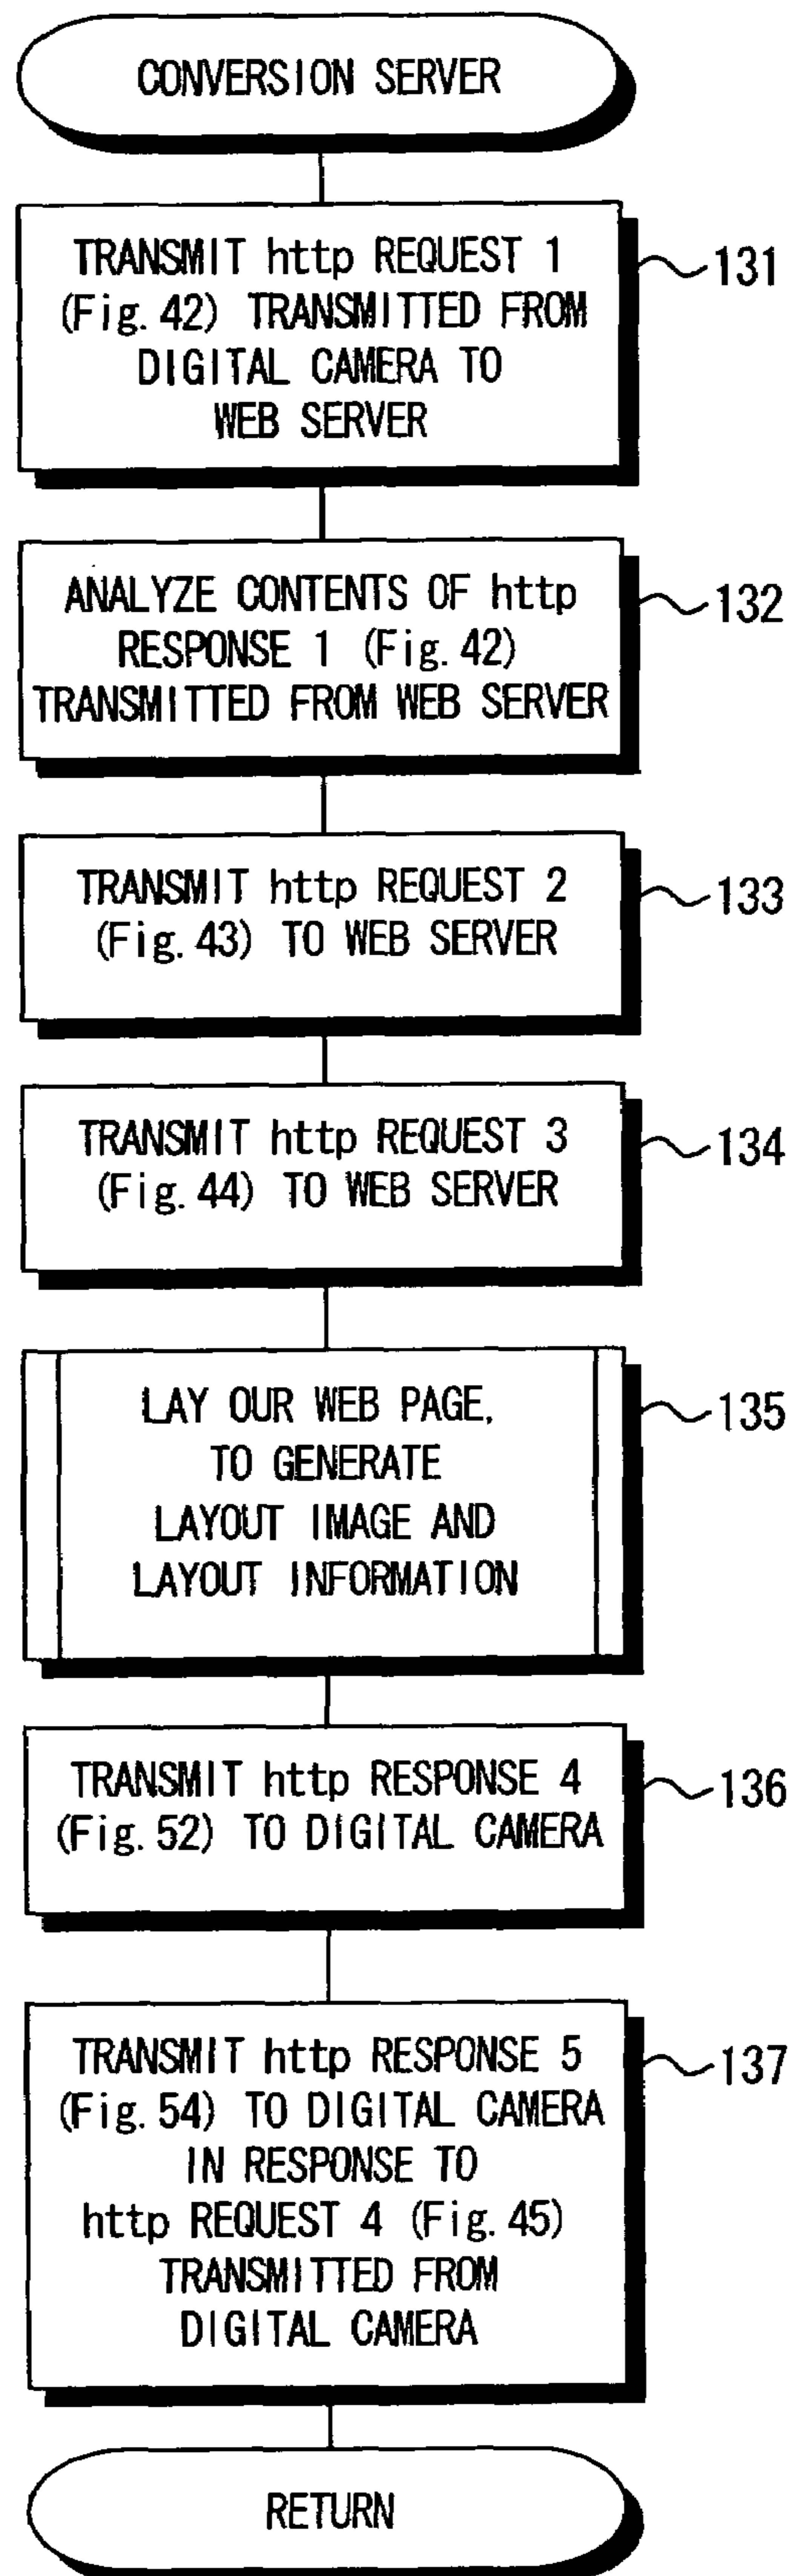 CONVERSION SERVER
TRANSMIT http REQUEST 1
(Fig. 42) TRANSMITTED FROM
DIGITAL CAMERA TO
WEB SERVER
131
ANALYZE CONTENTS OF http
RESPONSE 1 (Fig. 42)
TRANSMITTED FROM WEB SERVER
132
TRANSMIT http REQUEST 2
(Fig. 43) TO WEB SERVER
133
TRANSMIT http REQUEST 3
(Fig. 44) TO WEB SERVER
134
LAY OUR WEB PAGE,
TO GENERATE
LAYOUT IMAGE AND
LAYOUT INFORMATION
135
TRANSMIT http RESPONSE 4
(Fig. 52) TO DIGITAL CAMERA
136
TRANSMIT http RESPONSE 5
(Fig. 54) TO DIGITAL CAMERA
IN RESPONSE TO
http REQUEST 4 (Fig. 45)
TRANSMITTED FROM
DIGITAL CAMERA
137
RETURN